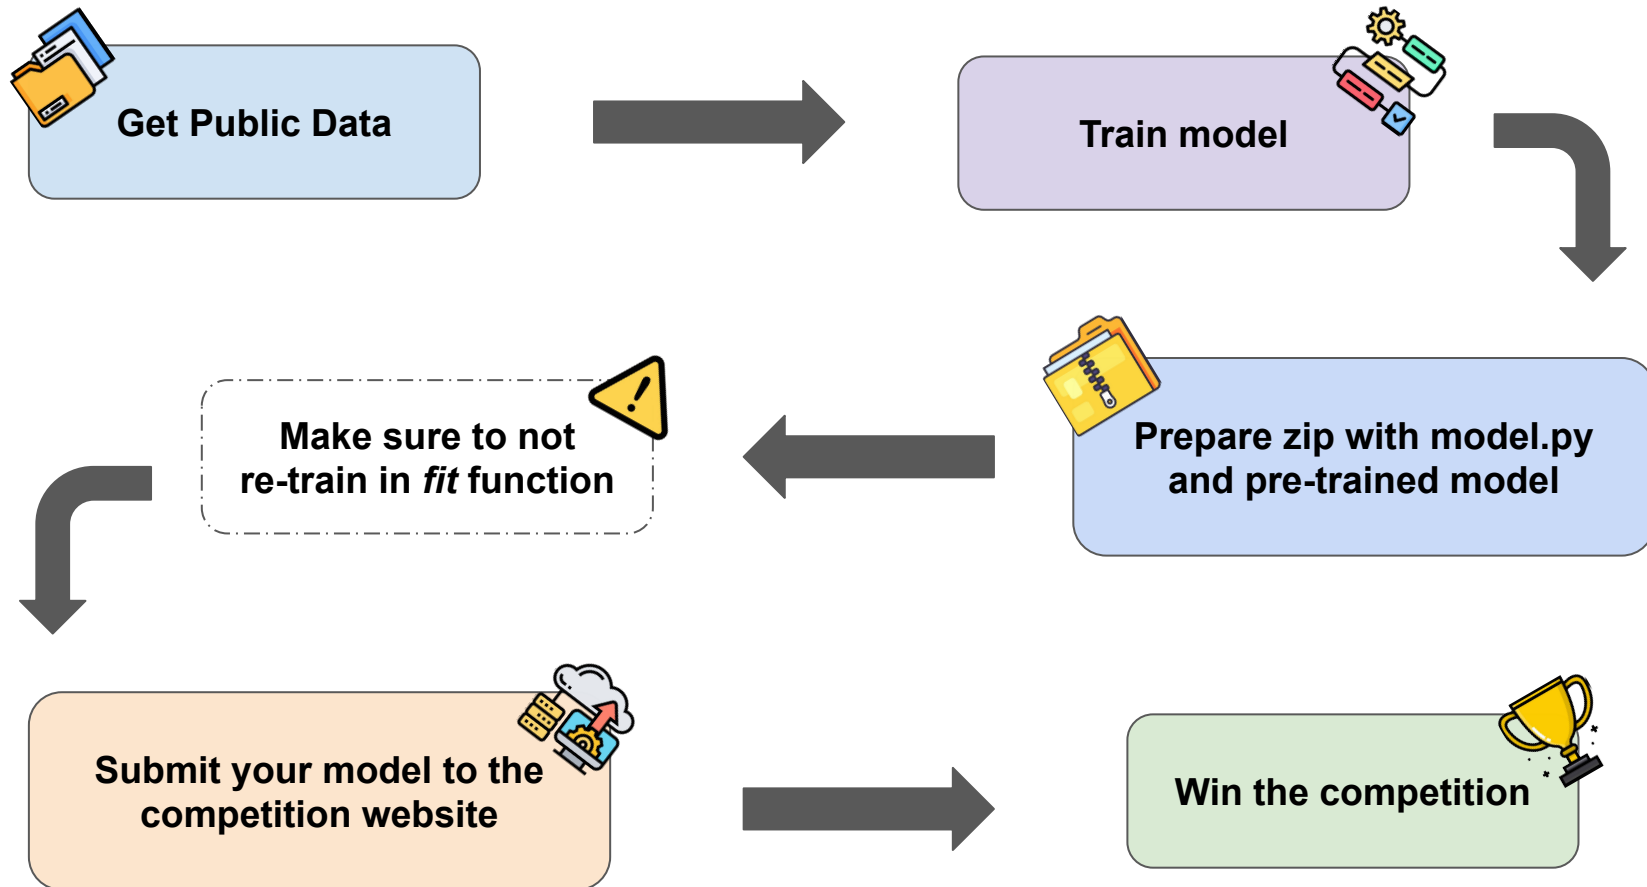 Get Public Data
Train model
Prepare zip with model.py
and pre-trained model
Make sure to not
re-train in fit function
Submit your model to the
competition website
Win the competition